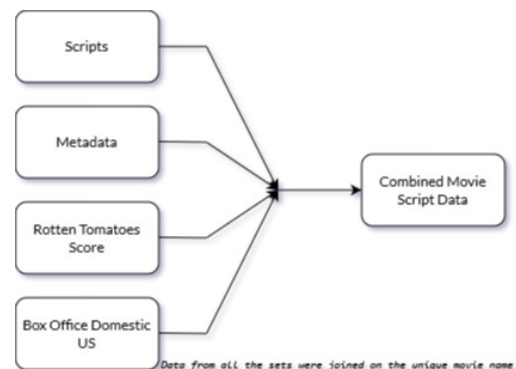 Scripts
Metadata
Rotten Tomatoes
Score
Box Office Domestic
US
Combined Movie
Script Data
Data from all the sets were joined on the unique movie name